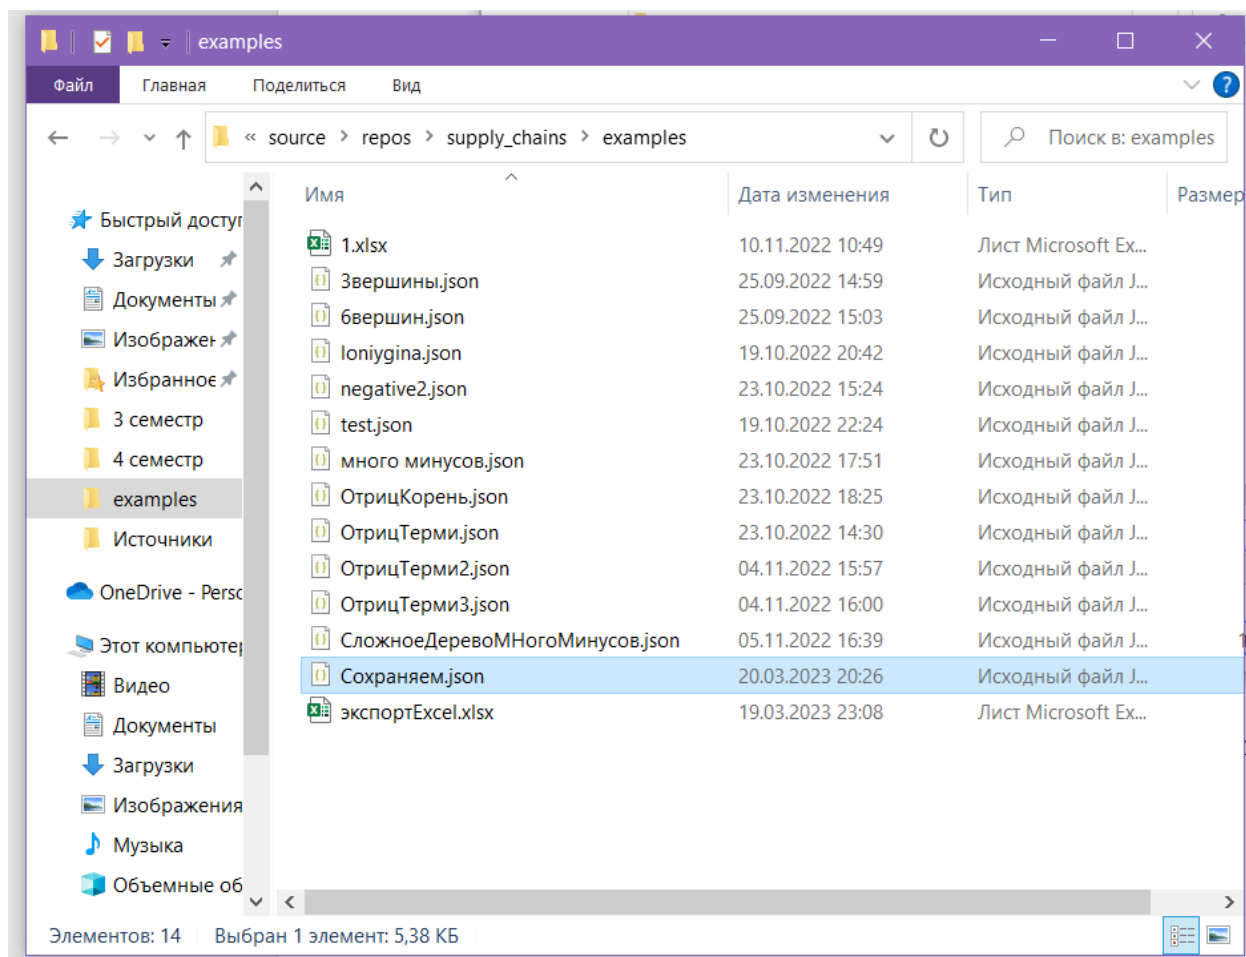 examples
Файл Главная Поделиться Вид
« source > repos > supply_chains > examples Поиск в: examples
Имя Дата изменения Тип Размер
Быстрый доступ
Загрузки
Документы
Изображен
Избранное
3 семестр
4 семестр
examples
Источники
OneDrive - Perso
Этот компьютер
Видео
Документы
Загрузки
Изображения
Музыка
Объемные об
1.xlsx 10.11.2022 10:49 Лист Microsoft Ex...
3вершины.json 25.09.2022 14:59 Исходный файл J...
6вершин.json 25.09.2022 15:03 Исходный файл J...
loniygina.json 19.10.2022 20:42 Исходный файл J...
negative2.json 23.10.2022 15:24 Исходный файл J...
test.json 19.10.2022 22:24 Исходный файл J...
много минусов.json 23.10.2022 17:51 Исходный файл J...
ОтрицКорень.json 23.10.2022 18:25 Исходный файл J...
ОтрицТерми.json 23.10.2022 14:30 Исходный файл J...
ОтрицТерми2.json 04.11.2022 15:57 Исходный файл J...
ОтрицТерми3.json 04.11.2022 16:00 Исходный файл J...
СложноеДеревоМНогоМинусов.json 05.11.2022 16:39 Исходный файл J... 1
Сохраняем.json 20.03.2023 20:26 Исходный файл J...
экспортExcel.xlsx 19.03.2023 23:08 Лист Microsoft Ex...
Элементов: 14 Выбран 1 элемент: 5,38 КБ